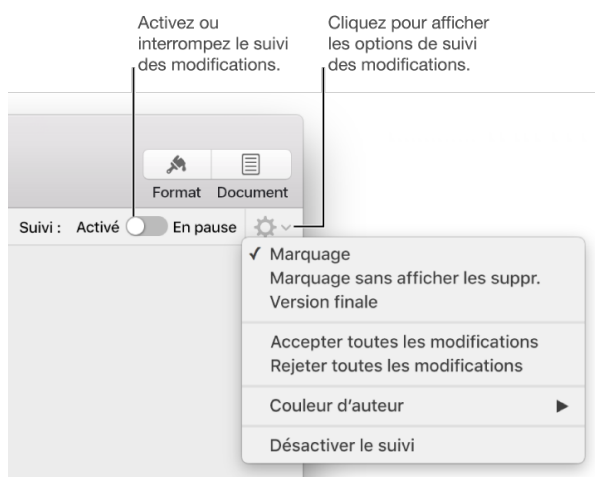 Activez ou
interrompez le suivi
des modifications.
Cliquez pour afficher
les options de suivi
des modifications.
Format Document
Suivi : Activé En pause
✓ Marquage
Marquage sans afficher les suppr.
Version finale
Accepter toutes les modifications
Rejeter toutes les modifications
Couleur d’auteur
Désactiver le suivi